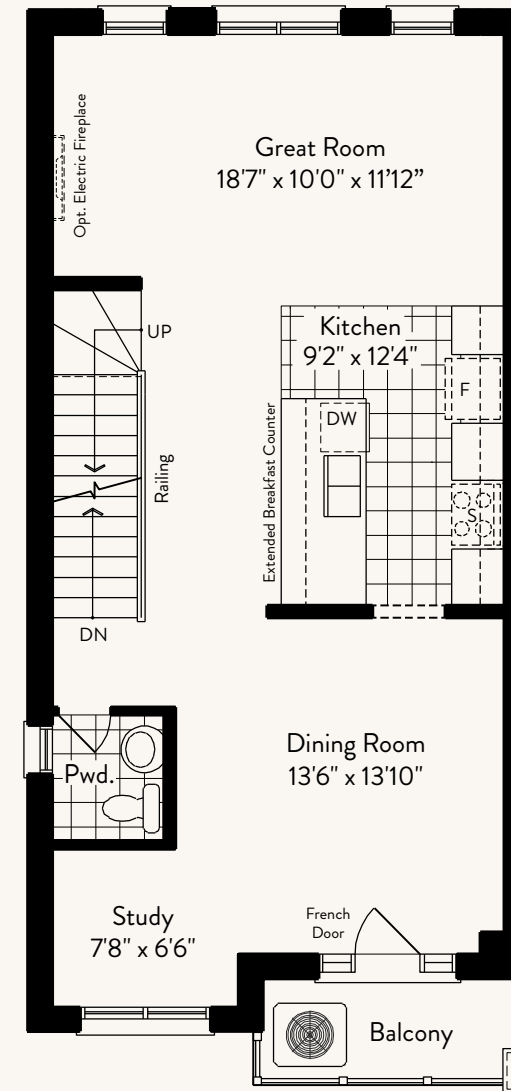 Opt. Electric Fireplace
Great Room
18'7" x 10'0" x 11'12”
UP
Kitchen
9'2" x 12'4"
F
DW
Extended Breakfast Counter
Railing
S
DN
Dining Room
13'6" x 13'10"
Pwd.
Study
7'8" x 6'6"
French
Door
Balcony